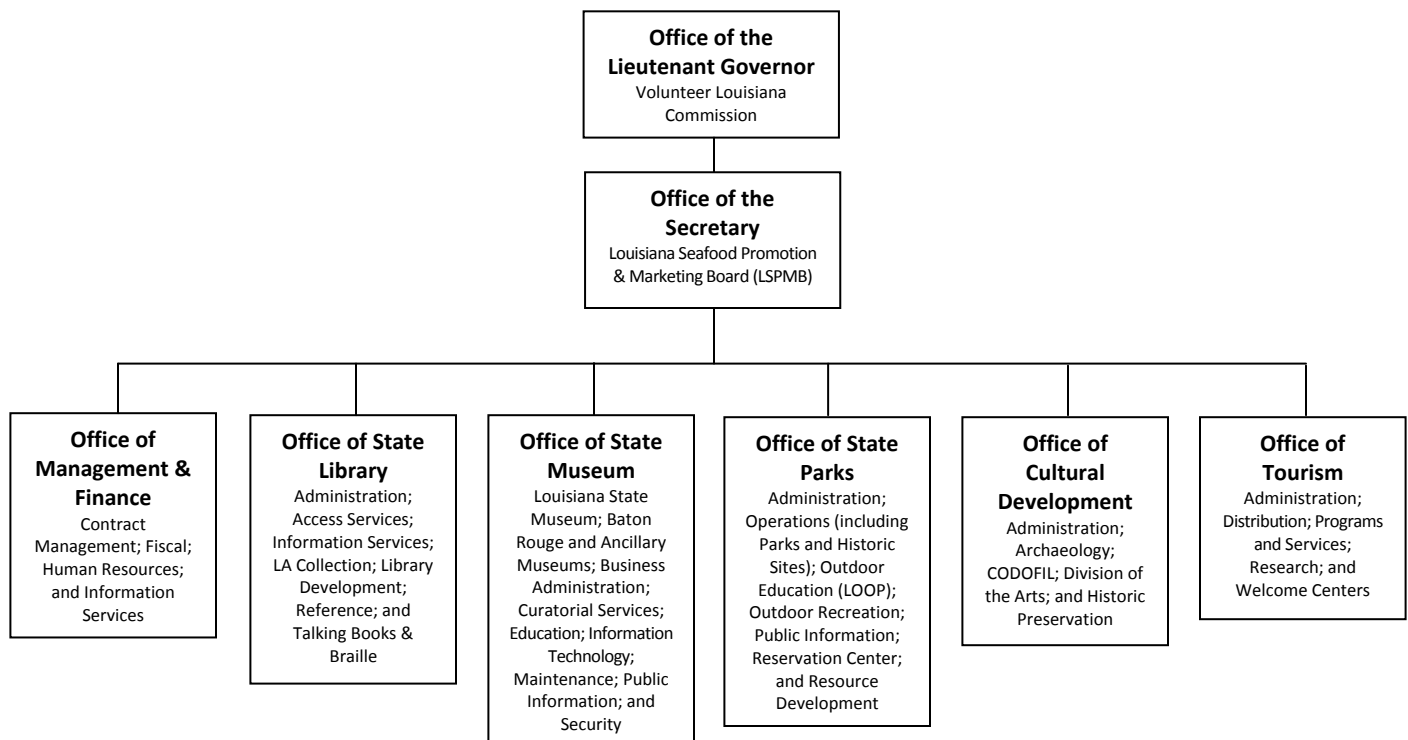 Office of the
Lieutenant Governor
Volunteer Louisiana
Commission
Office of the
Secretary
Louisiana Seafood Promotion
& Marketing Board (LSPMB)
Office of
Management &
Finance
Contract
Management; Fiscal;
Human Resources;
and Information
Services
Office of State
Library
Administration;
Access Services;
Information Services;
LA Collection; Library
Development;
Reference; and
Talking Books &
Braille
Office of State
Museum
Louisiana State
Museum; Baton
Rouge and Ancillary
Museums; Business
Administration;
Curatorial Services;
Education; Information
Technology;
Maintenance; Public
Information; and
Security
Office of State
Parks
Administration;
Operations (including
Parks and Historic
Sites); Outdoor
Education (LOOP);
Outdoor Recreation;
Public Information;
Reservation Center;
and Resource
Development
Office of
Cultural
Development
Administration;
Archaeology;
CODOFIL; Division of
the Arts; and Historic
Preservation
Office of
Tourism
Administration;
Distribution; Programs
and Services;
Research; and
Welcome Centers